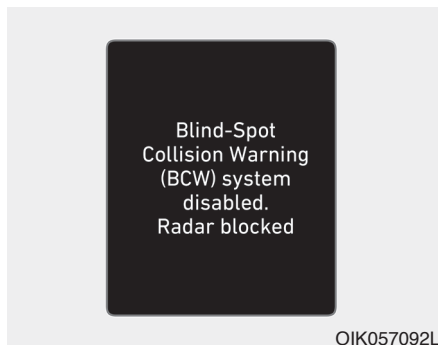 Blind-Spot
Collision Warning
(BCW) system
disabled.
Radar blocked
OIK057092L